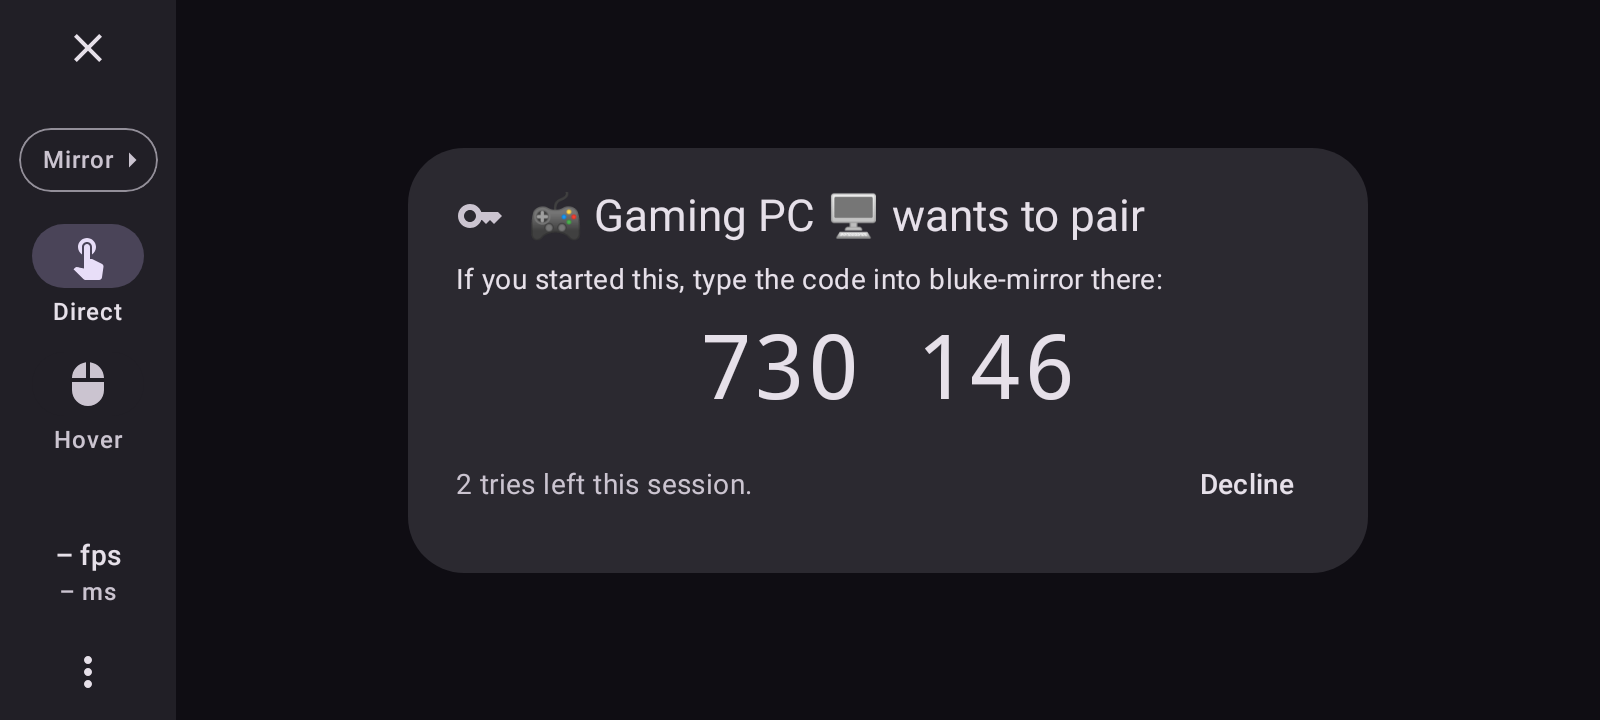 Mirror
Direct
Hover
– fps
– ms
🎮 Gaming PC 🖥️ wants to pair
If you started this, type the code into bluke-mirror there:
730 146
2 tries left this session.
Decline